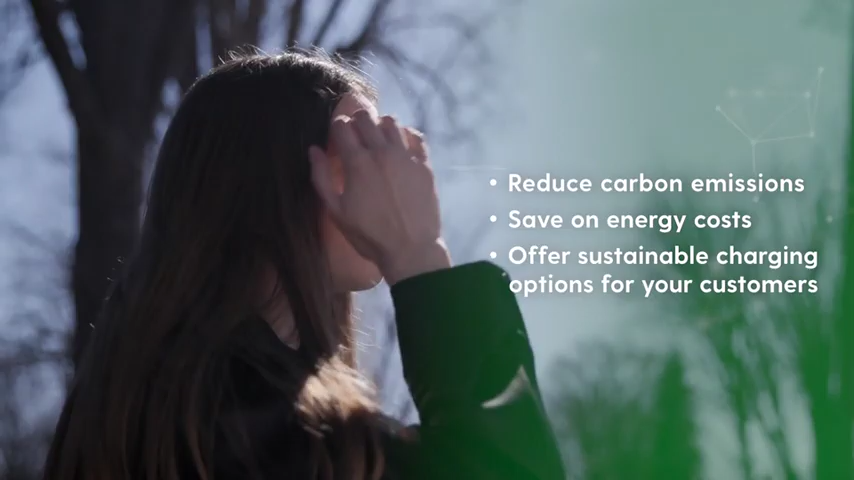 • Reduce carbon emissions
• Save on energy costs
• Offer sustainable charging
options for your customers